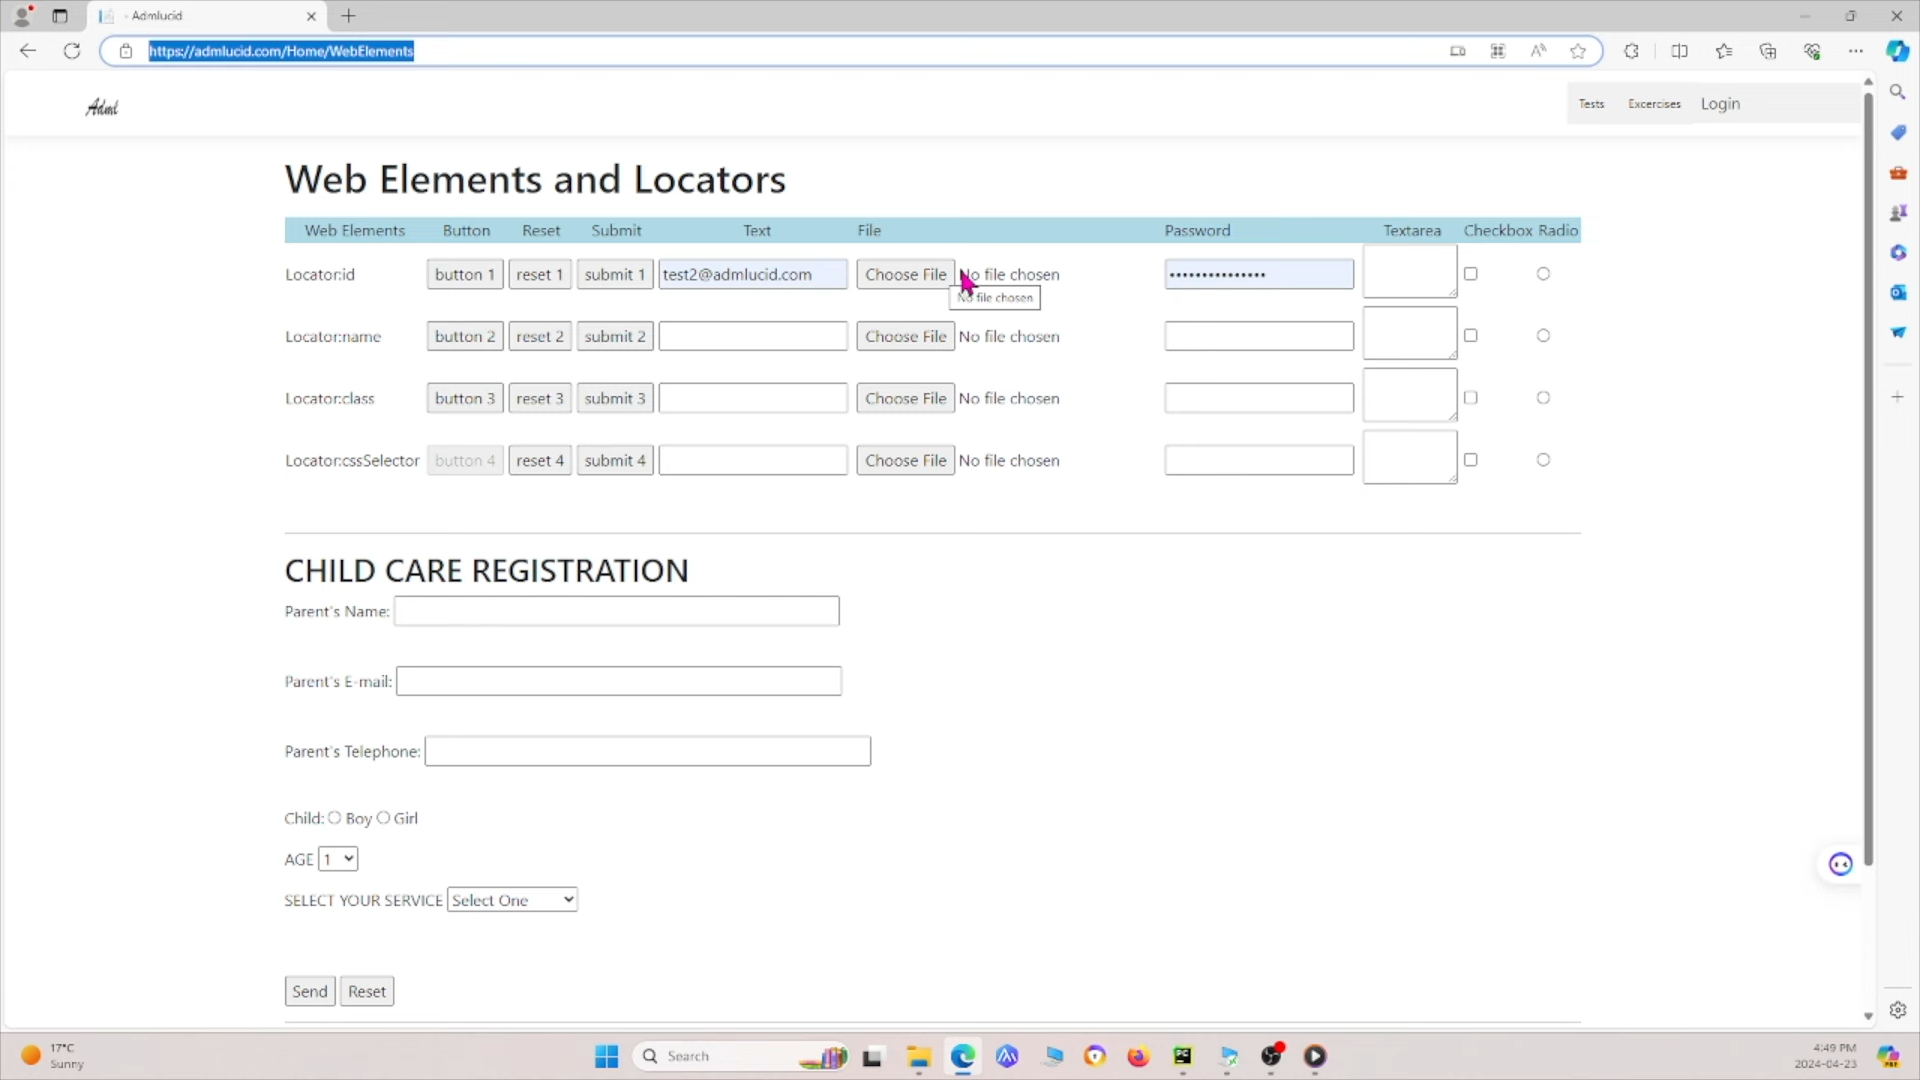 - Admlucid
https://admlucid.com/Home/WebElements
Adml
Tests Excercises Login
Web Elements and Locators
Web Elements Button Reset Submit Text File Password Textarea Checkbox Radio
Locator:id button 1 reset 1 submit 1 test2@admlucid.com Choose File No file chosen •••••••••••••••
No file chosen
Locator:name button 2 reset 2 submit 2 Choose File No file chosen
Locator:class button 3 reset 3 submit 3 Choose File No file chosen
Locator:cssSelector button 4 reset 4 submit 4 Choose File No file chosen
CHILD CARE REGISTRATION
Parent's Name:
Parent's E-mail:
Parent's Telephone:
Child: Boy Girl
AGE 1
SELECT YOUR SERVICE Select One
Send Reset
17°C
Sunny
Search
4:49 PM
2024-04-23